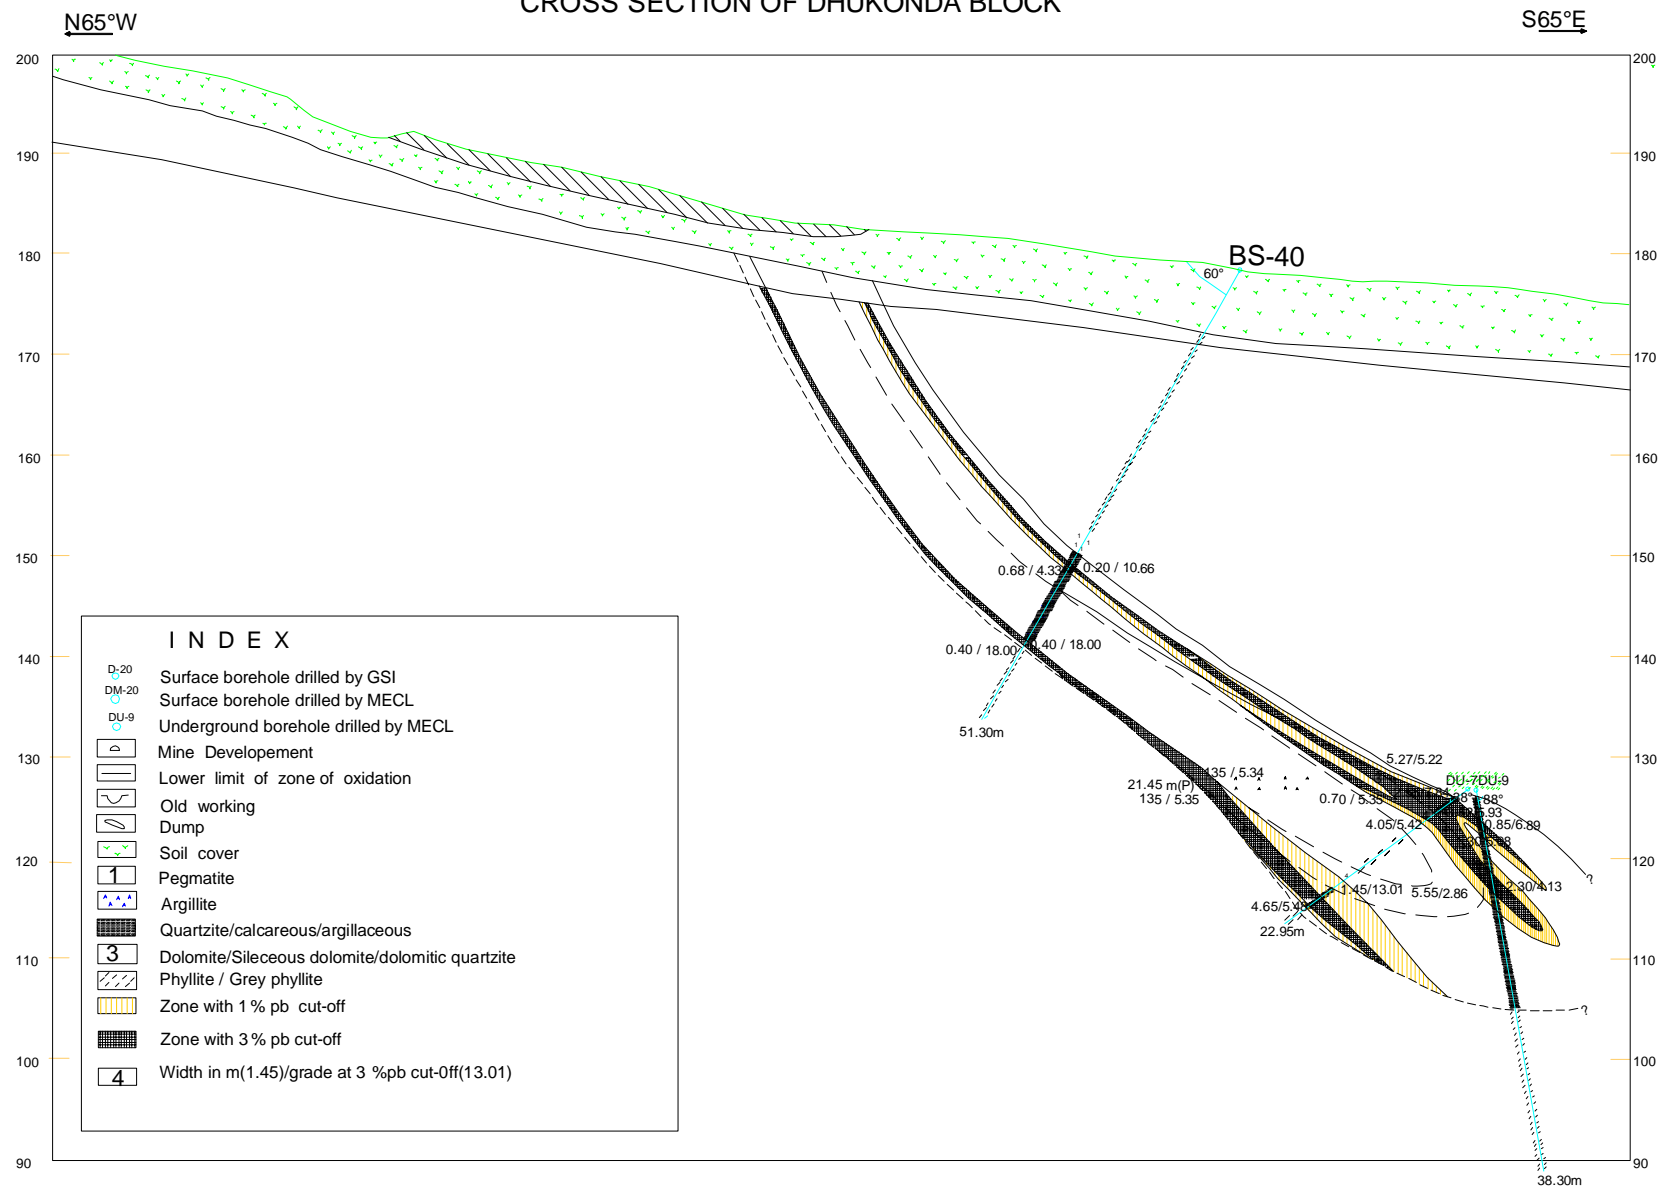 CROSS SECTION OF DHUKONDA BLOCK
N65°W
S65°E
200
200
190
190
180
180
170
170
160
160
150
150
140
140
130
130
120
120
110
110
100
100
90
90
BS-40
60°
0.68 / 4.33
0.20 / 10.66
0.40 / 18.00
0.40 / 18.00
51.30m
135 / 5.34
21.45 m(P)
135 / 5.35
5.27/5.22
DU-7
DU-9
38°
88°
0.70 / 5.35
4.05/5.42
0.85/6.89
2.30/4.13
1.45/13.01
5.55/2.86
4.65/5.48
22.95m
?
?
38.30m
INDEX
D-20
Surface borehole drilled by GSI
DM-20
Surface borehole drilled by MECL
DU-9
Underground borehole drilled by MECL
Mine Developement
Lower limit of zone of oxidation
Old working
Dump
Soil cover
1 Pegmatite
Argillite
Quartzite/calcareous/argillaceous
3 Dolomite/Sileceous dolomite/dolomitic quartzite
Phyllite / Grey phyllite
Zone with 1% pb cut-off
Zone with 3% pb cut-off
4 Width in m(1.45)/grade at 3 %pb cut-0ff(13.01)